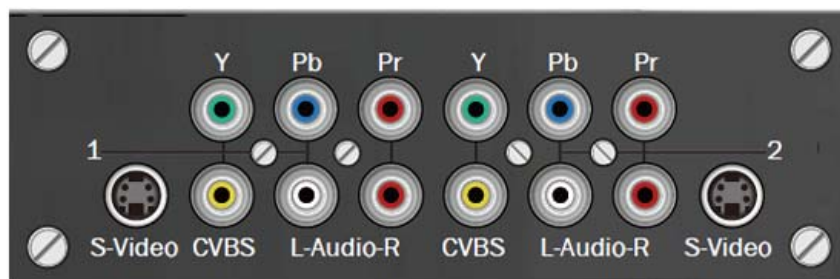 Y Pb Pr Y Pb Pr
1 2
S-Video CVBS L-Audio-R CVBS L-Audio-R S-Video